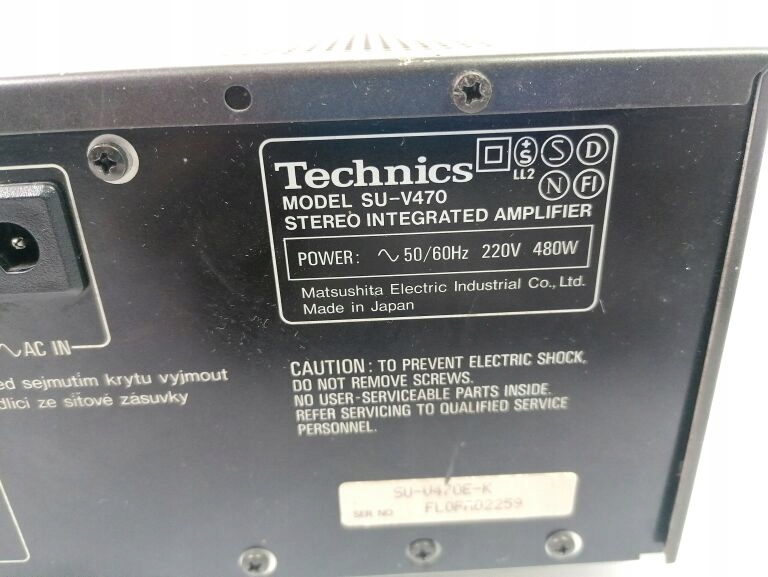 Technics
LL2
S D
N FI
MODEL SU-V470
STEREO INTEGRATED AMPLIFIER
POWER: ∿ 50/60Hz 220V 480W
Matsushita Electric Industrial Co., Ltd.
Made in Japan
∿AC IN
ed sejmutím krytu vyjmout
dlici ze síťové zásuvky
CAUTION: TO PREVENT ELECTRIC SHOCK,
DO NOT REMOVE SCREWS.
NO USER-SERVICEABLE PARTS INSIDE.
REFER SERVICING TO QUALIFIED SERVICE
PERSONNEL.
SU-V470E-K
SER NO